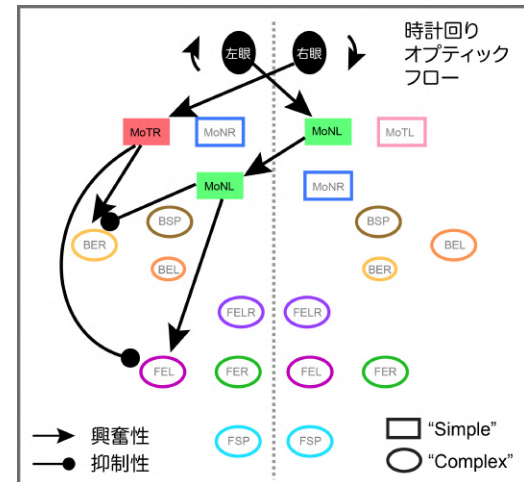 時計回り
オプティック
フロー
左眼
右眼
MoTR
MoNR
MoNL
MoTL
MoNL
MoNR
BER
BSP
BEL
BSP
BER
BEL
FELR
FELR
FEL
FER
FEL
FER
FSP
FSP
興奮性
抑制性
"Simple"
"Complex"